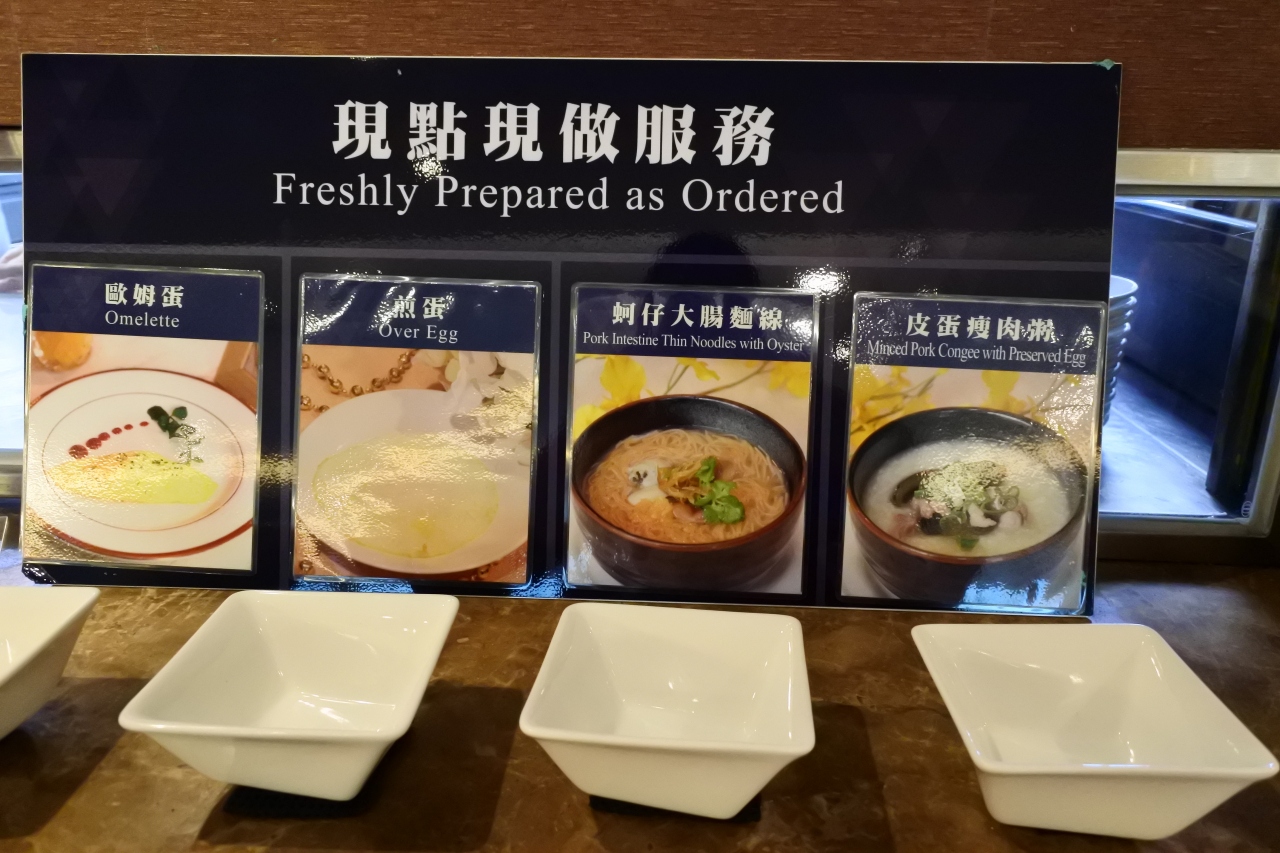 現點現做服務
Freshly Prepared as Ordered
歐姆蛋
Omelette
煎蛋
Over Egg
蚵仔大腸麵線
Pork Intestine Thin Noodles with Oyster
皮蛋瘦肉粥
Minced Pork Congee with Preserved Egg